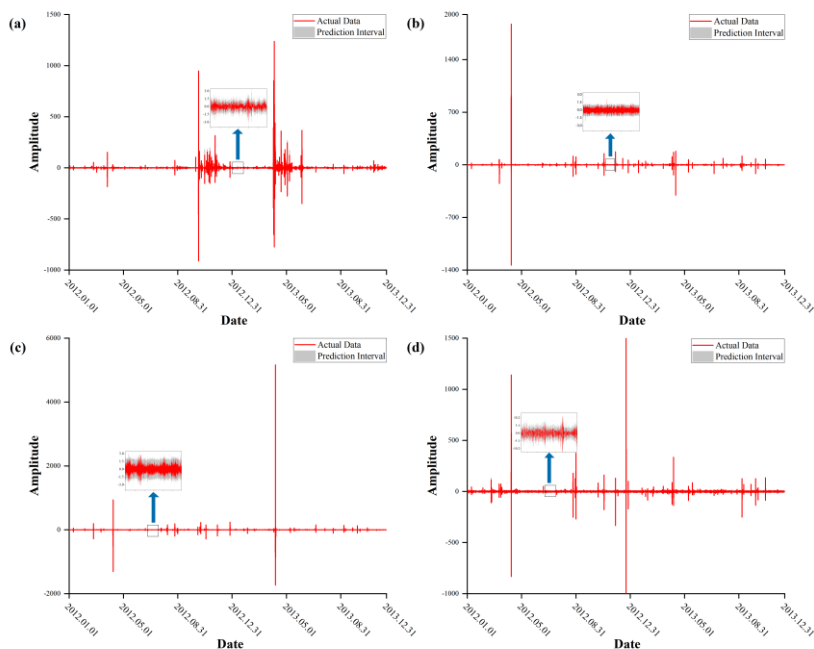 (a)
1500
1000
500
0
-500
-1000
Amplitude
Actual Data
Prediction Interval
2012.01.01
2012.05.01
2012.08.31
2012.12.31
2013.05.01
2013.08.31
2013.12.31
Date
(b)
2000
1400
700
0
-700
-1400
Amplitude
Actual Data
Prediction Interval
2012.01.01
2012.05.01
2012.08.31
2012.12.31
2013.05.01
2013.08.31
2013.12.31
Date
(c)
6000
4000
2000
0
-2000
Amplitude
Actual Data
Prediction Interval
2012.01.01
2012.05.01
2012.08.31
2012.12.31
2013.05.01
2013.08.31
2013.12.31
Date
(d)
1500
1000
500
0
-500
-1000
Amplitude
Actual Data
Prediction Interval
2012.01.01
2012.05.01
2012.08.31
2012.12.31
2013.05.01
2013.08.31
2013.12.31
Date